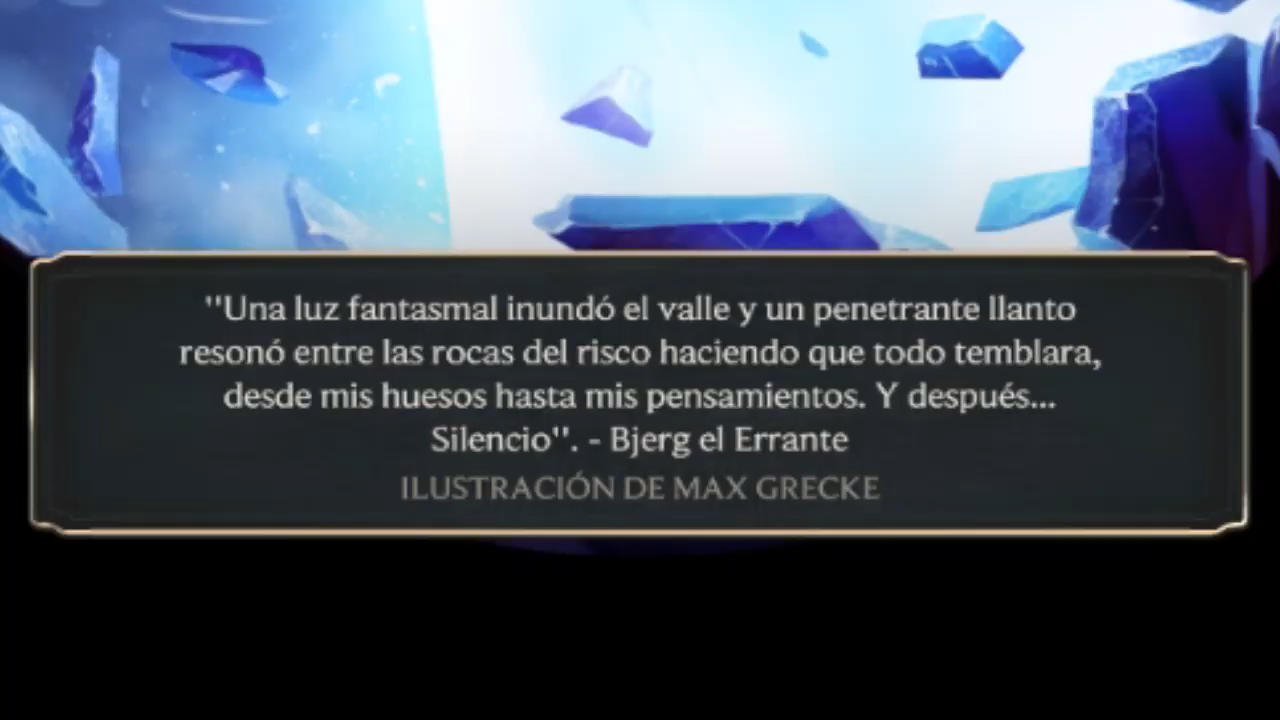 "Una luz fantasmal inundó el valle y un penetrante llanto
resonó entre las rocas del risco haciendo que todo temblara,
desde mis huesos hasta mis pensamientos. Y después...
Silencio". - Bjerg el Errante
ILUSTRACIÓN DE MAX GRECKE